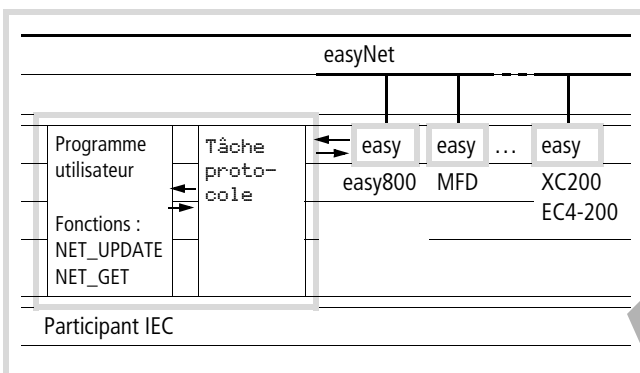 easyNet
Programme
utilisateur
Fonctions :
NET_UPDATE
NET_GET
Tâche
proto–
cole
easy easy … easy
easy800 MFD XC200
EC4-200
Participant IEC